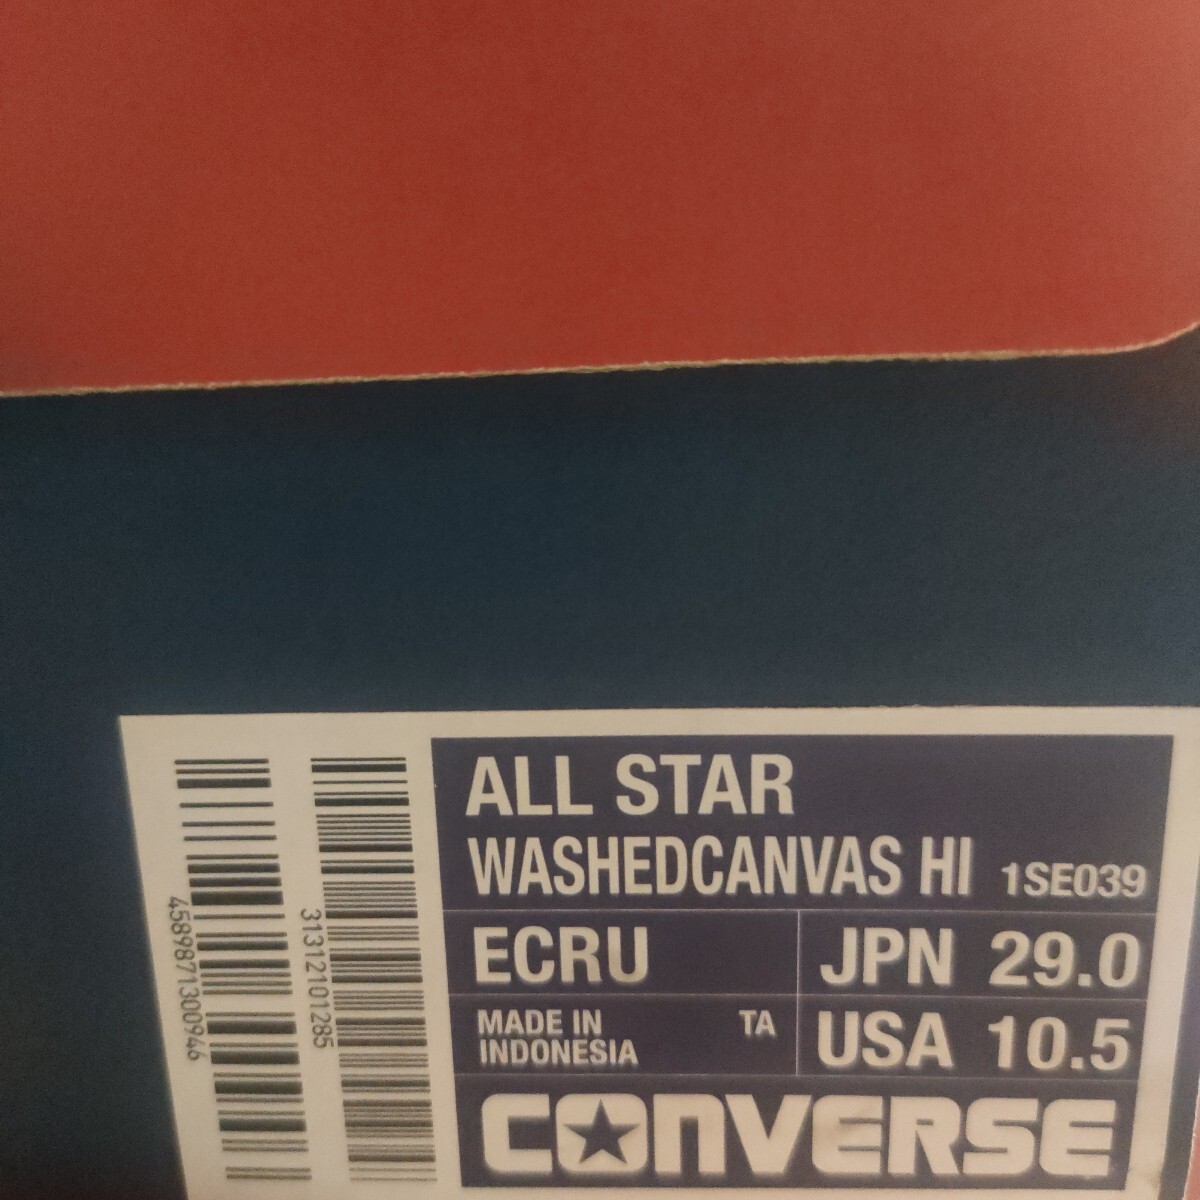 ALL STAR
WASHEDCANVAS HI 1SE039
ECRU
JPN 29.0
MADE IN
INDONESIA
TA
USA 10.5
CONVERSE
31312101285
4589871300946